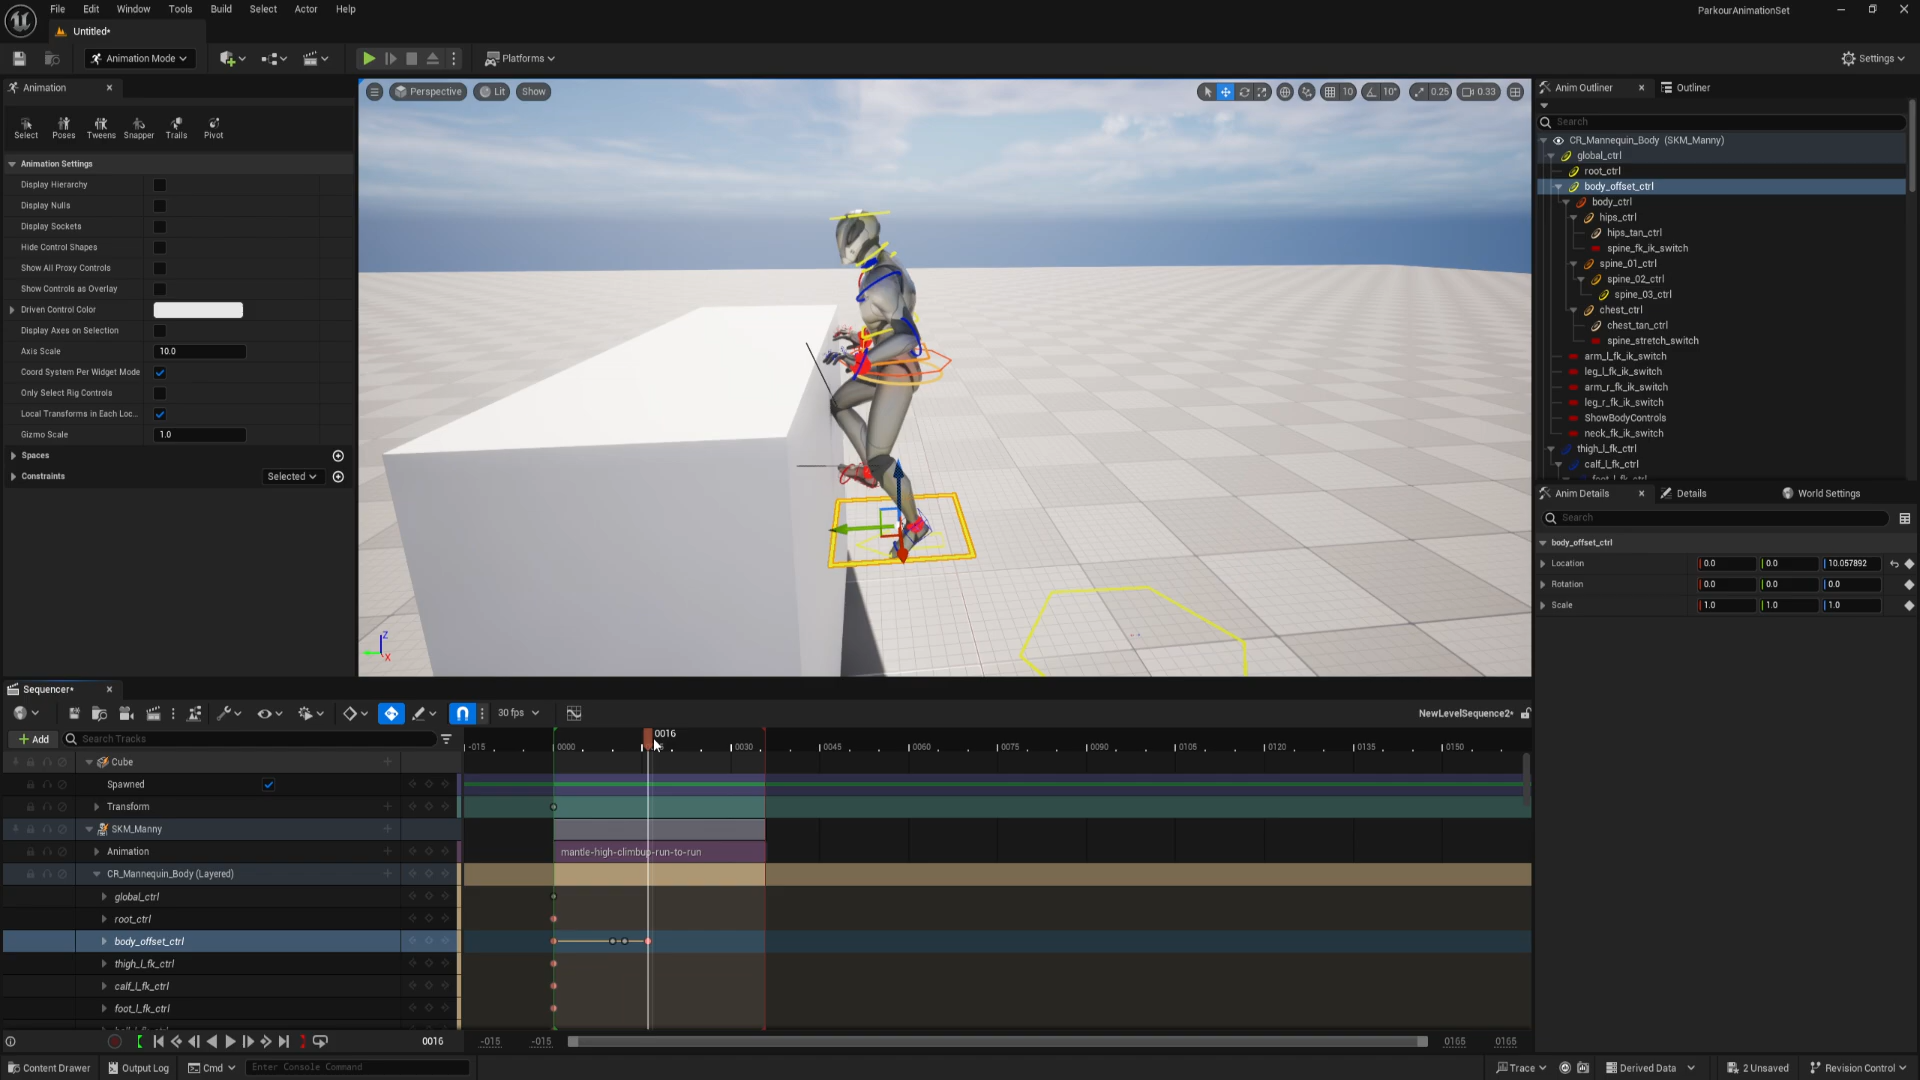 File Edit Window Tools Build Select Actor Help
ParkourAnimationSet
Untitled*
Animation Mode
Platforms
Settings
Animation
Select Poses Tweens Snapper Trails Pivot
Animation Settings
Display Hierarchy
Display Nulls
Display Sockets
Hide Control Shapes
Show All Proxy Controls
Show Controls as Overlay
Driven Control Color
Display Axes on Selection
Axis Scale 10.0
Coord System Per Widget Mode
Only Select Rig Controls
Local Transforms in Each Loc...
Gizmo Scale 1.0
Spaces
Constraints Selected
Perspective Lit Show
10 10° 0.25 0.33
Z
X
Anim Outliner Outliner
Search
CR_Mannequin_Body (SKM_Manny)
global_ctrl
root_ctrl
body_offset_ctrl
body_ctrl
hips_ctrl
hips_tan_ctrl
spine_fk_ik_switch
spine_01_ctrl
spine_02_ctrl
spine_03_ctrl
chest_ctrl
chest_tan_ctrl
spine_stretch_switch
arm_l_fk_ik_switch
leg_l_fk_ik_switch
arm_r_fk_ik_switch
leg_r_fk_ik_switch
ShowBodyControls
neck_fk_ik_switch
thigh_l_fk_ctrl
calf_l_fk_ctrl
foot_l_fk_ctrl
Anim Details Details World Settings
Search
body_offset_ctrl
Location 0.0 0.0 10.057892
Rotation 0.0 0.0 0.0
Scale 1.0 1.0 1.0
Sequencer*
30 fps
NewLevelSequence2*
Add Search Tracks
0016
-015 0000 0030 0045 0060 0075 0090 0105 0120 0135 0150
Cube
Spawned
Transform
SKM_Manny
Animation
mantle-high-climbup-run-to-run
CR_Mannequin_Body (Layered)
global_ctrl
root_ctrl
body_offset_ctrl
thigh_l_fk_ctrl
calf_l_fk_ctrl
foot_l_fk_ctrl
0016 -015 -015 0165 0165
Content Drawer Output Log Cmd Enter Console Command
Trace Derived Data 2 Unsaved Revision Control